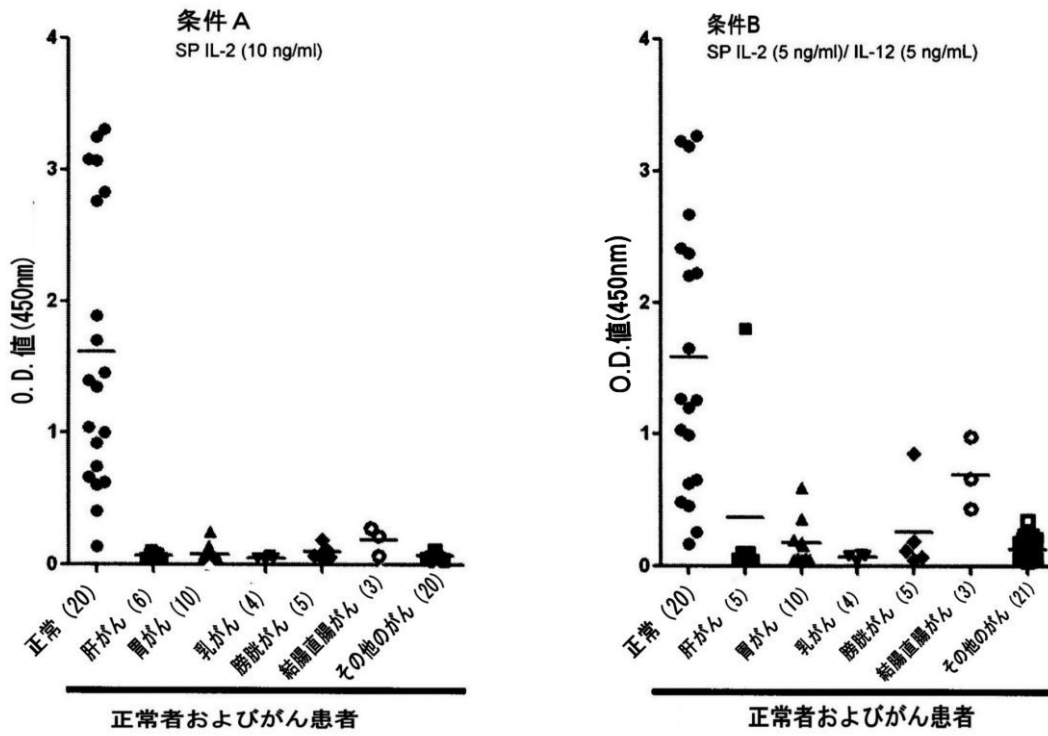 条件 A
SP IL-2 (10 ng/ml)
4
3
2
1
0
O.D.値(450nm)
正常 (20)
肝がん (6)
胃がん (10)
乳がん (4)
膀胱がん (5)
結腸直腸がん (3)
その他のがん (20)
正常者およびがん患者
条件B
SP IL-2 (5 ng/ml)/ IL-12 (5 ng/mL)
4
3
2
1
0
O.D.値(450nm)
正常 (20)
肝がん (5)
胃がん (10)
乳がん (4)
膀胱がん (5)
結腸直腸がん (3)
その他のがん (21)
正常者およびがん患者